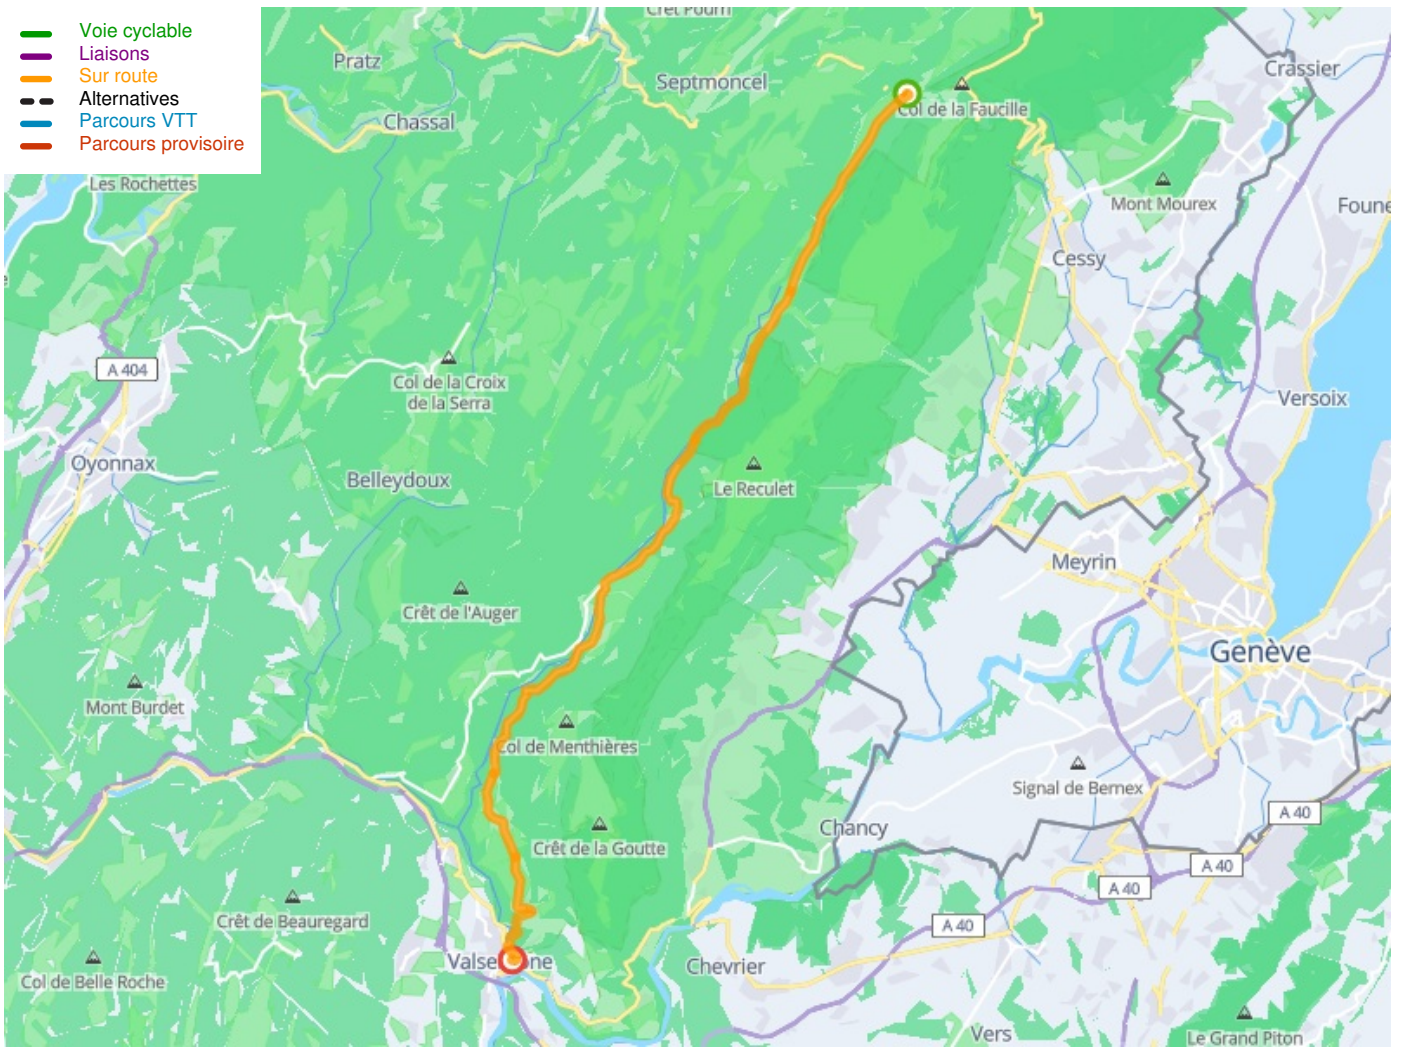 Voie cyclable
Liaisons
Sur route
Alternatives
Parcours VTT
Parcours provisoire
Pratz
Septmoncel
Crassier
Col de la Faucille
Chassal
Les Rochettes
Mont Mourex
Foune
Cessy
A 404
Col de la Croix
de la Serra
Versoix
Oyonnax
Belleydoux
Le Reculet
Meyrin
Crêt de l'Auger
Genève
Mont Burdet
Col de Menthières
Signal de Bernex
A 40
Chancy
Crêt de la Goutte
A 40
A 40
Crêt de Beauregard
A 40
Valse ne
Chevrier
Col de Belle Roche
Vers
Le Grand Piton